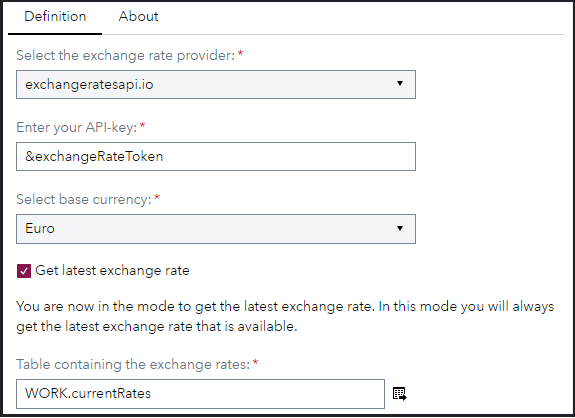 Definition About
Select the exchange rate provider:*
exchangeratesapi.io
Enter your API-key:*
&exchangeRateToken
Select base currency:*
Euro
Get latest exchange rate
You are now in the mode to get the latest exchange rate. In this mode you will always
get the latest exchange rate that is available.
Table containing the exchange rates:*
WORK.currentRates